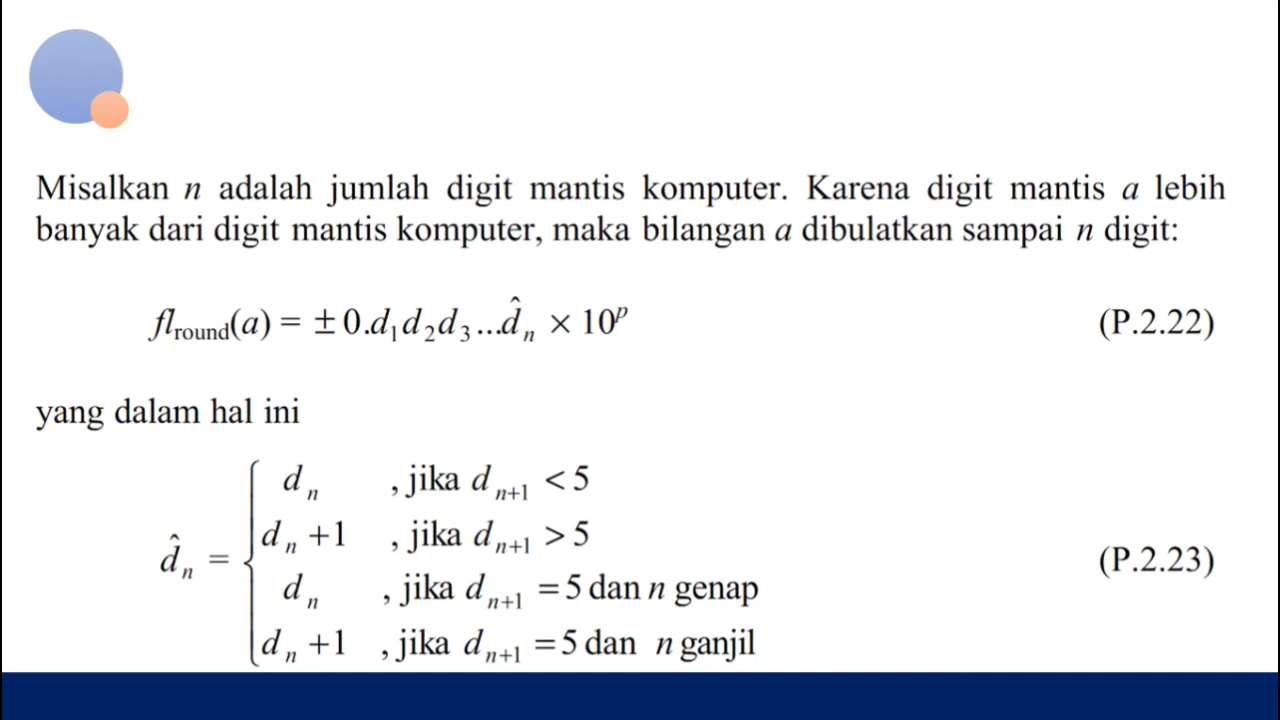 Misalkan n adalah jumlah digit mantis komputer. Karena digit mantis a lebih
banyak dari digit mantis komputer, maka bilangan a dibulatkan sampai n digit:
fl_round(a) = ± 0.d₁d₂d₃...d̂ₙ × 10ᵖ (P.2.22)
yang dalam hal ini
dₙ , jika dₙ₊₁ < 5
dₙ +1 , jika dₙ₊₁ > 5
d̂ₙ = { (P.2.23)
dₙ , jika dₙ₊₁ = 5 dan n genap
dₙ +1 , jika dₙ₊₁ = 5 dan n ganjil